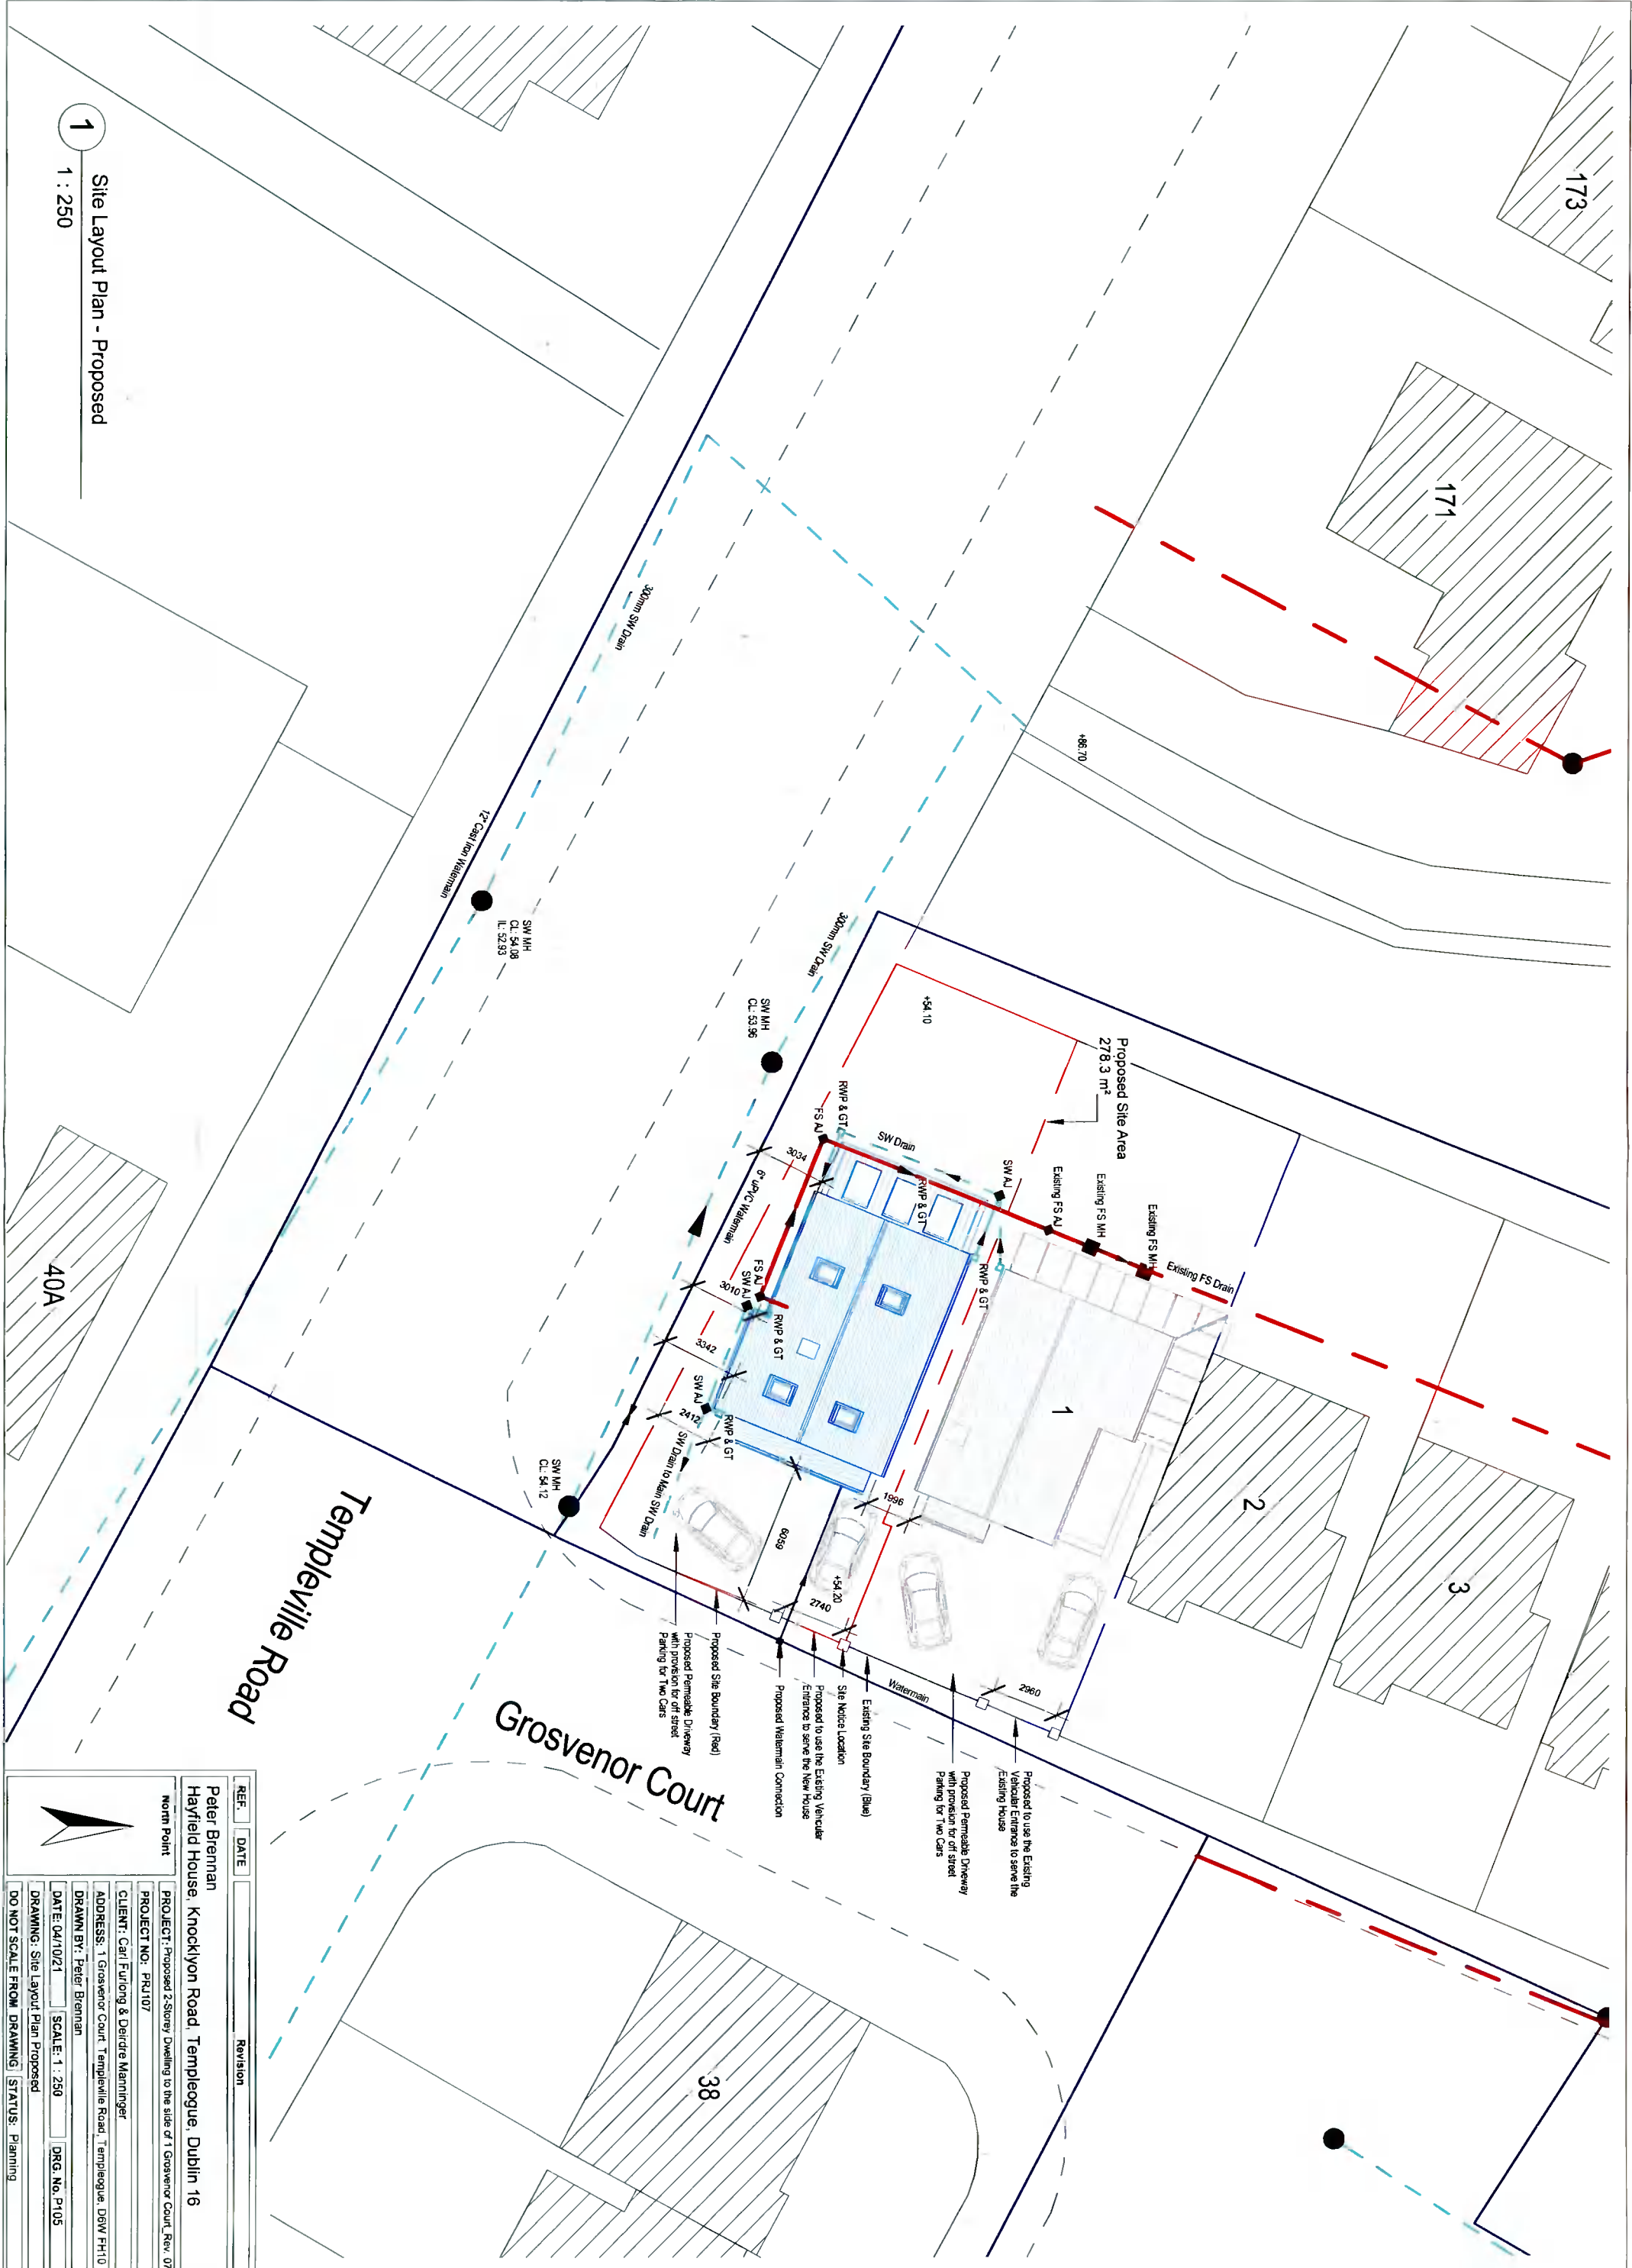 173
171
+86.70
300mm SW Drain
12" Cast Iron Watermain
SW MH
CL: 54.08
IL: 52.93
300mm SW Drain
SW MH
CL: 53.96
+54.10
Proposed Site Area
278.3 m²
RWP & GT
FS AJ
SW Drain
RWP & GT
SW AJ
Existing FS AJ
Existing FS MH
Existing FS MH
Existing FS Drain
RWP & GT
3034
6" uPVC Watermain
3010
FS AJ
SW AJ
RWP & GT
3342
SW AJ
2412
RWP & GT
SW Drain to Main SW Drain
SW MH
CL: 54.12
1
2
3
1996
6059
+54.20
2740
2960
Watermain
Proposed to use the Existing
Vehicular Entrance to serve the
Existing House
Proposed Permeable Driveway
with provision for off street
Parking for Two Cars
Existing Site Boundary (Blue)
Site Notice Location
Proposed to use the Existing Vehicular
Entrance to serve the New House
Proposed Watermain Connection
Proposed Site Boundary (Red)
Proposed Permeable Driveway
with provision for off street
Parking for Two Cars
40A
38
Templeville Road
Grosvenor Court
1
Site Layout Plan - Proposed
1 : 250
REF.
DATE
Revision
Peter Brennan
Hayfield House, Knocklyon Road, Templeogue, Dublin 16
North Point
PROJECT: Proposed 2-Storey Dwelling to the side of 1 Grosvenor Court_Rev. 07
PROJECT NO: PRJ107
CLIENT: Carl Furlong & Deirdre Manninger
ADDRESS: 1 Grosvenor Court, Templeville Road, Templeogue, D6W FH10
DRAWN BY: Peter Brennan
DATE: 04/10/21
SCALE: 1 : 250
DRG. No. P105
DRAWING: Site Layout Plan Proposed
DO NOT SCALE FROM DRAWING
STATUS: Planning